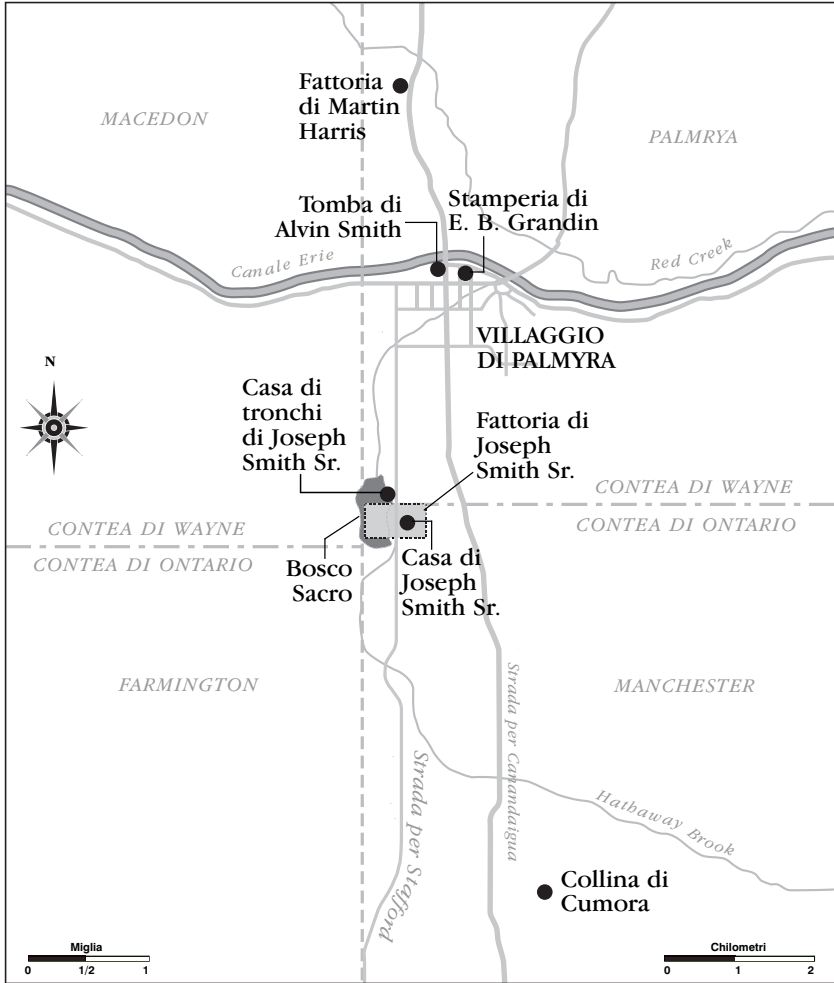 Fattoria
di Martin
Harris
MACEDON
PALMRYA
Tomba di
Alvin Smith
Stamperia di
E. B. Grandin
Canale Erie
Red Creek
VILLAGGIO
DI PALMYRA
N
Casa di
tronchi
di Joseph
Smith Sr.
Fattoria di
Joseph
Smith Sr.
CONTEA DI WAYNE
CONTEA DI ONTARIO
CONTEA DI WAYNE
CONTEA DI ONTARIO
Bosco
Sacro
Casa di
Joseph
Smith Sr.
FARMINGTON
MANCHESTER
Strada per Stafford
Strada per Canandaigua
Hathaway Brook
Collina di
Cumora
Miglia
0 1/2 1
Chilometri
0 1 2